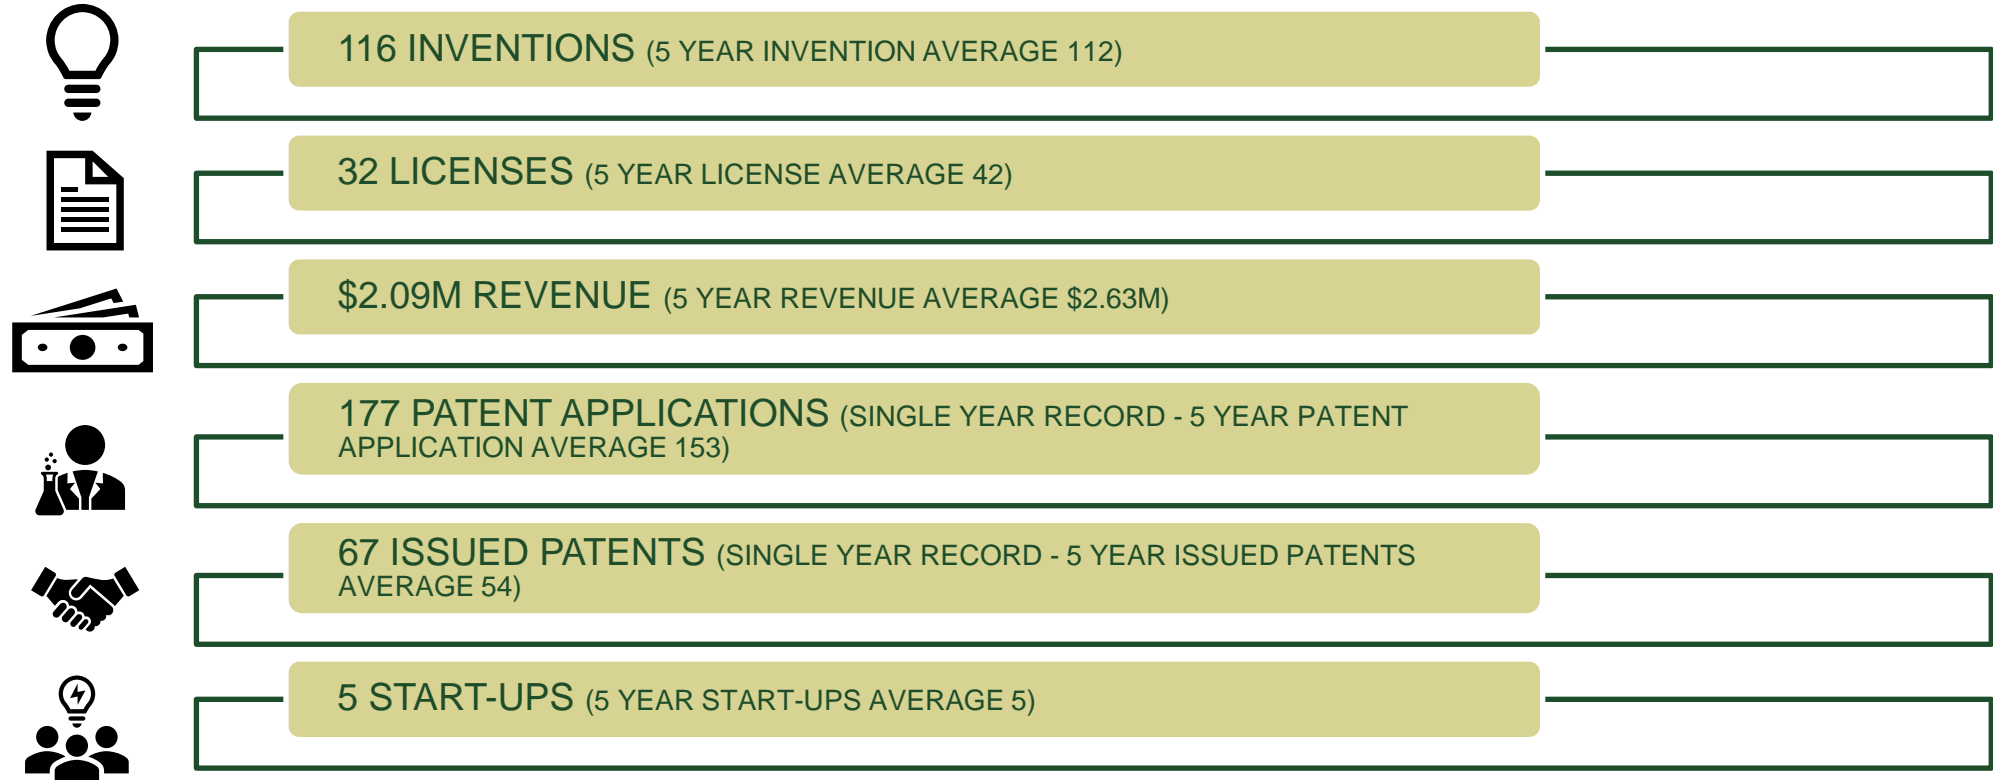 116 INVENTIONS (5 YEAR INVENTION AVERAGE 112)
32 LICENSES (5 YEAR LICENSE AVERAGE 42)
$2.09M REVENUE (5 YEAR REVENUE AVERAGE $2.63M)
177 PATENT APPLICATIONS (SINGLE YEAR RECORD - 5 YEAR PATENT
APPLICATION AVERAGE 153)
67 ISSUED PATENTS (SINGLE YEAR RECORD - 5 YEAR ISSUED PATENTS
AVERAGE 54)
5 START-UPS (5 YEAR START-UPS AVERAGE 5)